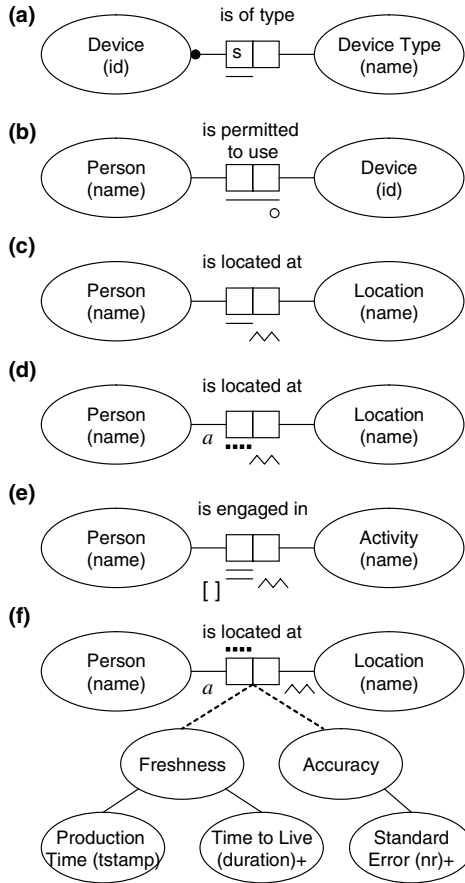 (a)
is of type
Device
(id)
s
Device Type
(name)
(b)
is permitted
to use
Person
(name)
Device
(id)
(c)
is located at
Person
(name)
Location
(name)
(d)
is located at
Person
(name)
a
Location
(name)
(e)
is engaged in
Person
(name)
[ ]
Activity
(name)
(f)
is located at
Person
(name)
a
Location
(name)
Freshness
Accuracy
Production
Time (tstamp)
Time to Live
(duration)+
Standard
Error (nr)+